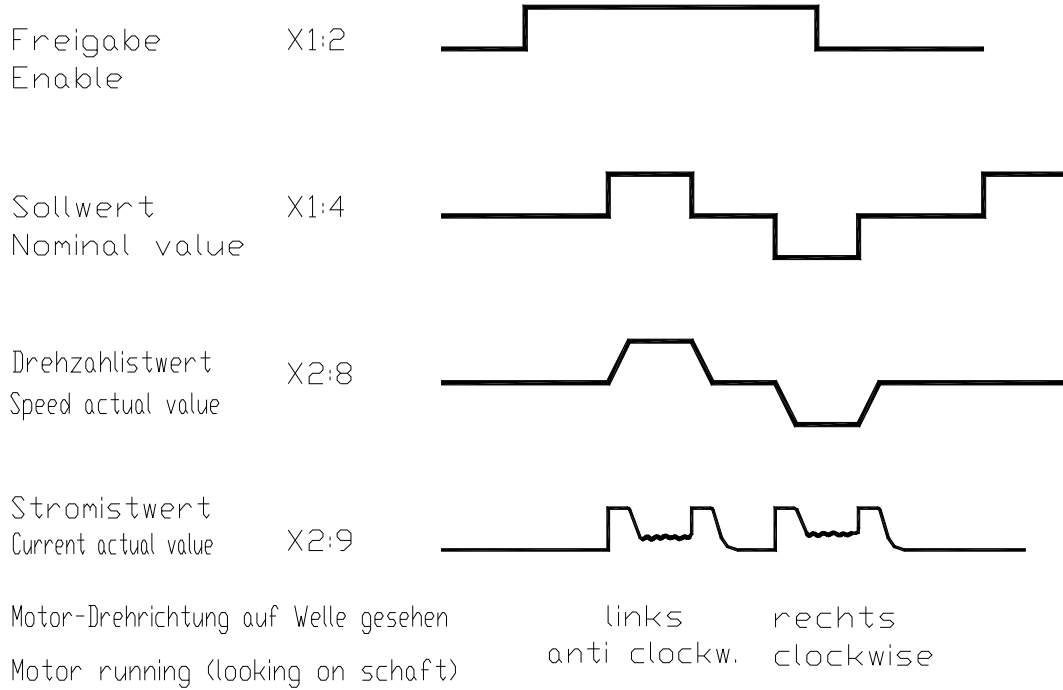 Freigabe X1:2
Enable
Sollwert X1:4
Nominal value
Drehzahlistwert X2:8
Speed actual value
Stromistwert X2:9
Current actual value
Motor-Drehrichtung auf Welle gesehen links rechts
anti clockw. clockwise
Motor running (looking on schaft)